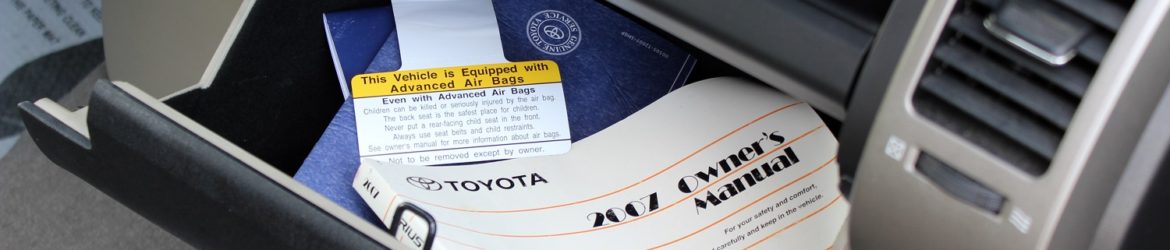 GENUINE TOYOTA SERVICE
This Vehicle is Equipped with
Advanced Air Bags
Even with Advanced Air Bags
Children can be killed or seriously injured by the air bag.
The back seat is the safest place for children.
Never put a rear-facing child seat in the front.
Always use seat belts and child restraints.
See owner's manual for more information about air bags.
Not to be removed except by owner.
TOYOTA
2007 Owner's
Manual
For your safety and comfort,
carefully and keep in the vehicle.
RIUS